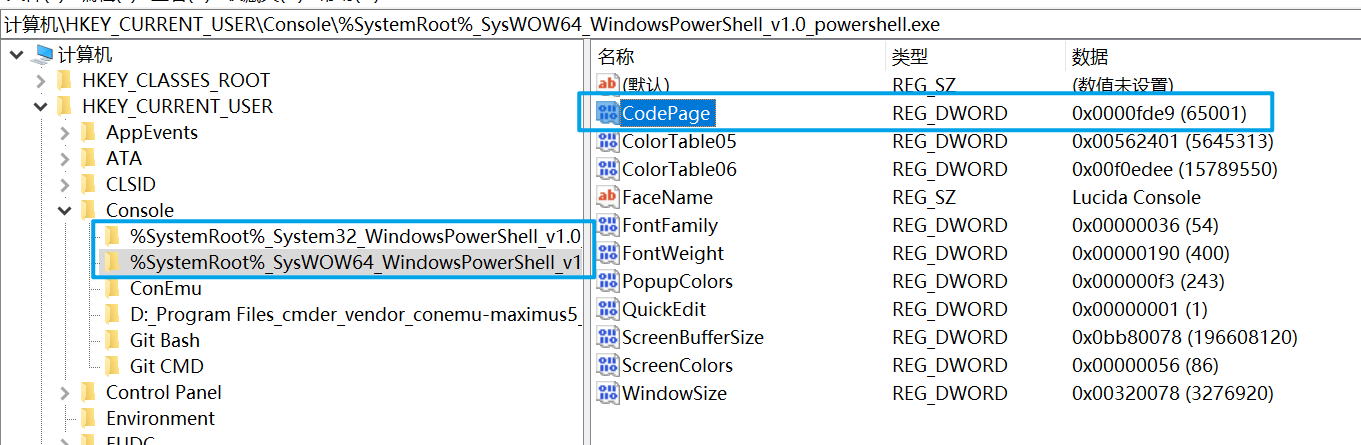 计算机\HKEY_CURRENT_USER\Console\%SystemRoot%_SysWOW64_WindowsPowerShell_v1.0_powershell.exe
计算机
HKEY_CLASSES_ROOT
HKEY_CURRENT_USER
AppEvents
ATA
CLSID
Console
%SystemRoot%_System32_WindowsPowerShell_v1.0_
%SystemRoot%_SysWOW64_WindowsPowerShell_v1
ConEmu
D:_Program Files_cmder_vendor_conemu-maximus5_
Git Bash
Git CMD
Control Panel
Environment
EUDC
名称 类型 数据
(默认) REG_SZ (数值未设置)
CodePage REG_DWORD 0x0000fde9 (65001)
ColorTable05 REG_DWORD 0x00562401 (5645313)
ColorTable06 REG_DWORD 0x00f0edee (15789550)
FaceName REG_SZ Lucida Console
FontFamily REG_DWORD 0x00000036 (54)
FontWeight REG_DWORD 0x00000190 (400)
PopupColors REG_DWORD 0x000000f3 (243)
QuickEdit REG_DWORD 0x00000001 (1)
ScreenBufferSize REG_DWORD 0x0bb80078 (196608120)
ScreenColors REG_DWORD 0x00000056 (86)
WindowSize REG_DWORD 0x00320078 (3276920)